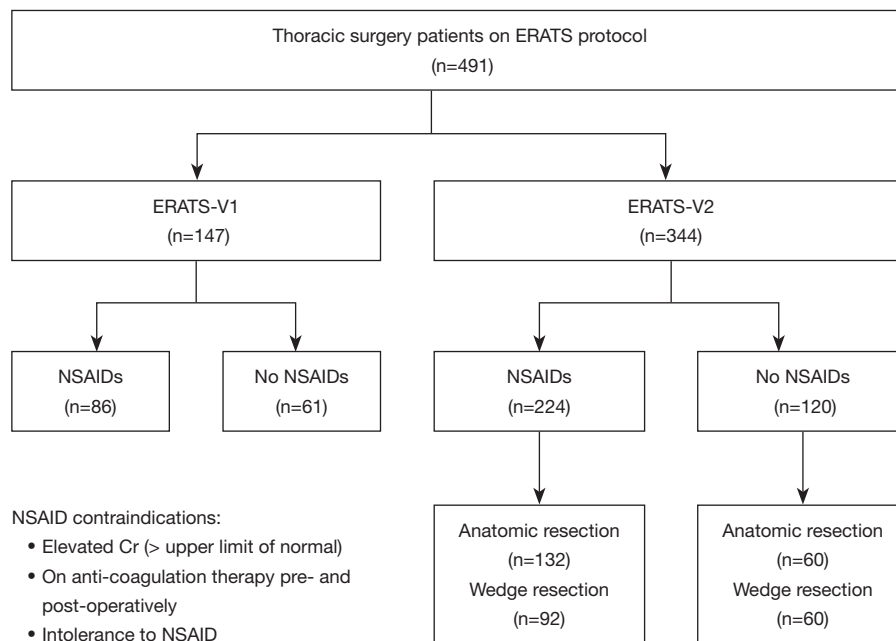 Thoracic surgery patients on ERATS protocol
(n=491)
ERATS-V1
(n=147)
ERATS-V2
(n=344)
NSAIDs
(n=86)
No NSAIDs
(n=61)
NSAIDs
(n=224)
No NSAIDs
(n=120)
Anatomic resection
(n=132)
Wedge resection
(n=92)
Anatomic resection
(n=60)
Wedge resection
(n=60)
NSAID contraindications:
• Elevated Cr (> upper limit of normal)
• On anti-coagulation therapy pre- and
post-operatively
• Intolerance to NSAID